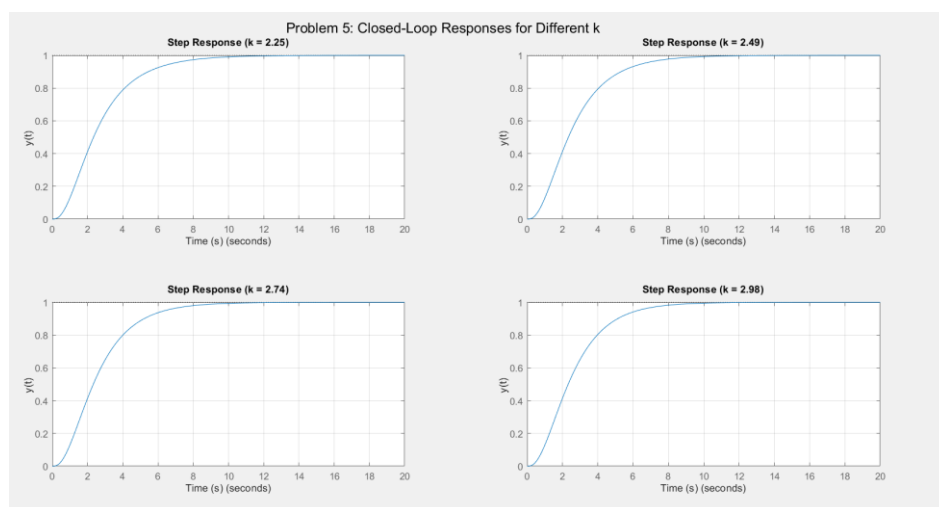 Problem 5: Closed-Loop Responses for Different k
Step Response (k = 2.25)
1
0.8
0.6
0.4
0.2
0
y(t)
0 2 4 6 8 10 12 14 16 18 20
Time (s) (seconds)
Step Response (k = 2.49)
1
0.8
0.6
0.4
0.2
0
y(t)
0 2 4 6 8 10 12 14 16 18 20
Time (s) (seconds)
Step Response (k = 2.74)
1
0.8
0.6
0.4
0.2
0
y(t)
0 2 4 6 8 10 12 14 16 18 20
Time (s) (seconds)
Step Response (k = 2.98)
1
0.8
0.6
0.4
0.2
0
y(t)
0 2 4 6 8 10 12 14 16 18 20
Time (s) (seconds)